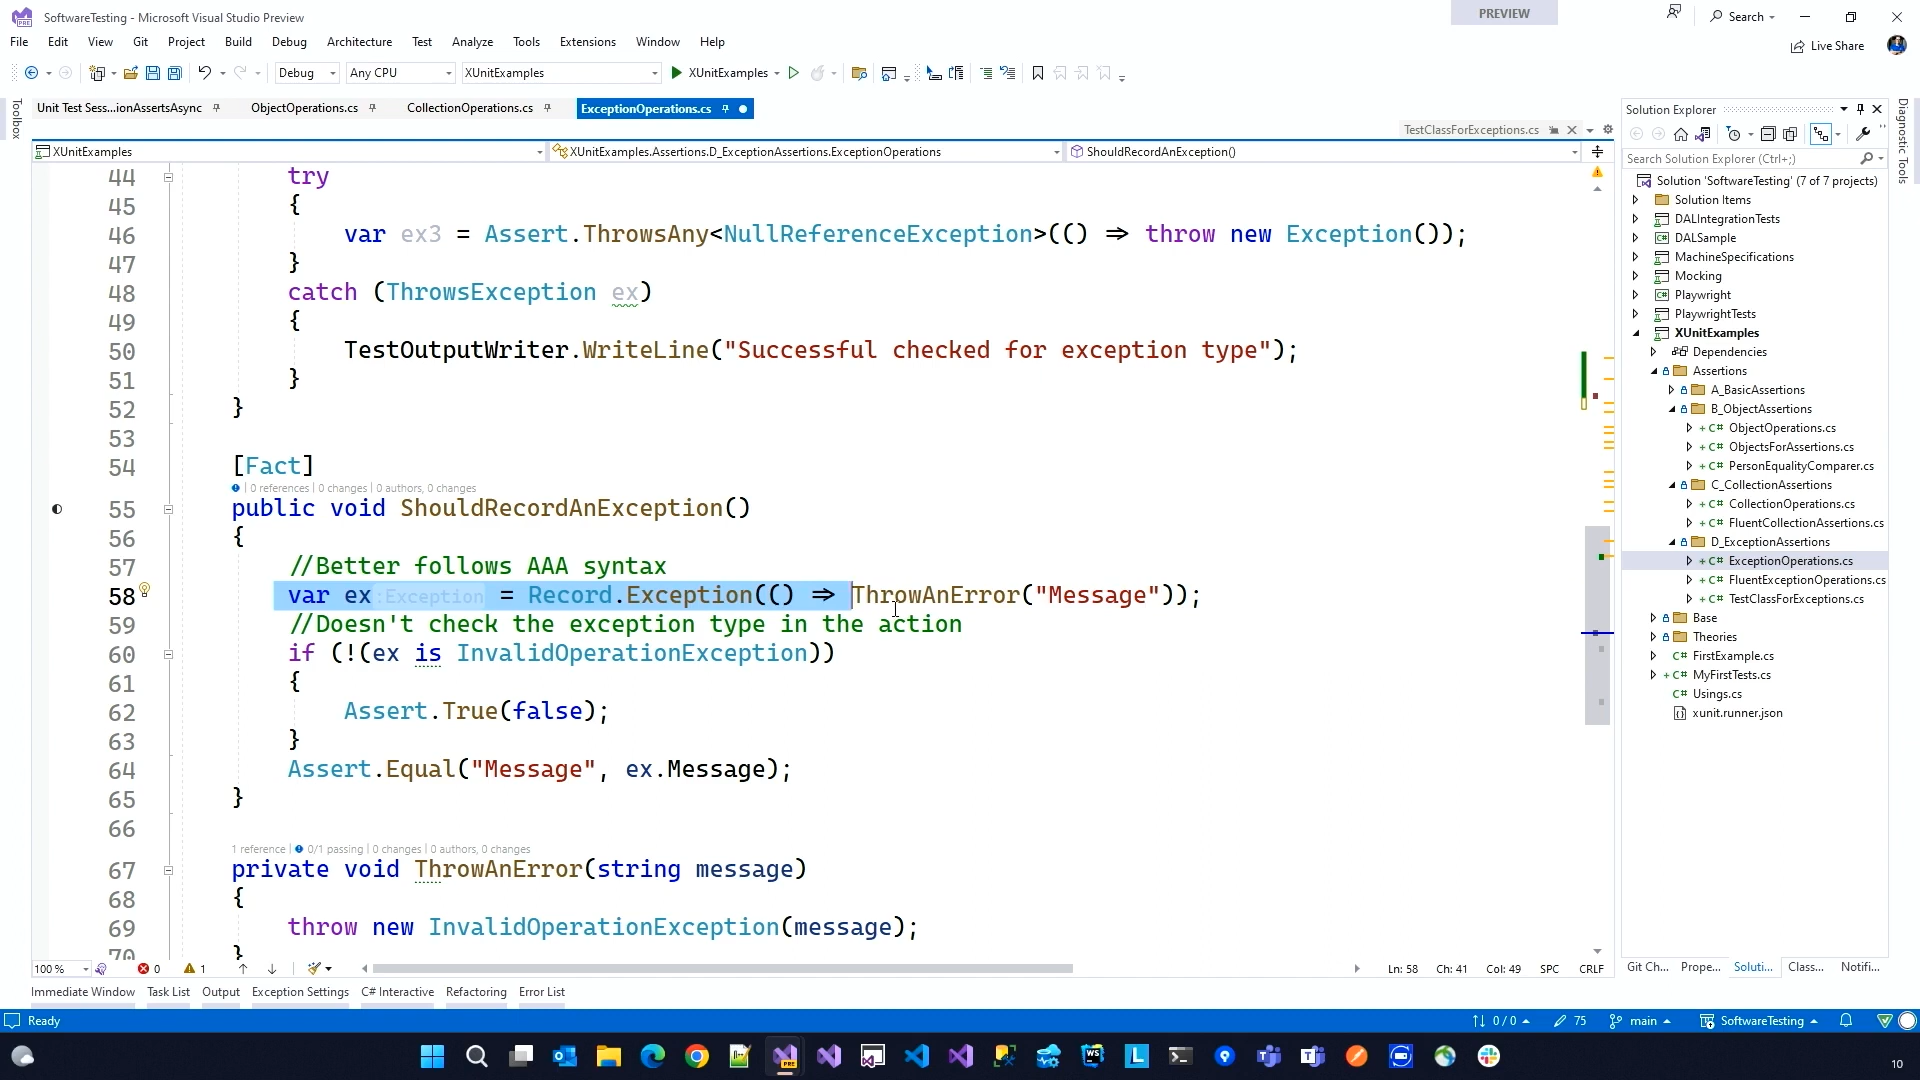 SoftwareTesting - Microsoft Visual Studio Preview
PREVIEW
Search
File Edit View Git Project Build Debug Architecture Test Analyze Tools Extensions Window Help
Live Share
Debug Any CPU XUnitExamples XUnitExamples
Toolbox
Unit Test Sess...ionAssertsAsync ObjectOperations.cs CollectionOperations.cs ExceptionOperations.cs
TestClassForExceptions.cs
XUnitExamples XUnitExamples.Assertions.D_ExceptionAssertions.ExceptionOperations ShouldRecordAnException()
44 try
45 {
46 var ex3 = Assert.ThrowsAny<NullReferenceException>(() => throw new Exception());
47 }
48 catch (ThrowsException ex)
49 {
50 TestOutputWriter.WriteLine("Successful checked for exception type");
51 }
52 }
53
54 [Fact]
0 references | 0 changes | 0 authors, 0 changes
55 public void ShouldRecordAnException()
56 {
57 //Better follows AAA syntax
58 var ex:Exception = Record.Exception(() => ThrowAnError("Message"));
59 //Doesn't check the exception type in the action
60 if (!(ex is InvalidOperationException))
61 {
62 Assert.True(false);
63 }
64 Assert.Equal("Message", ex.Message);
65 }
66
1 reference | 0/1 passing | 0 changes | 0 authors, 0 changes
67 private void ThrowAnError(string message)
68 {
69 throw new InvalidOperationException(message);
70 }
100 % 0 1 Ln: 58 Ch: 41 Col: 49 SPC CRLF
Solution Explorer
Search Solution Explorer (Ctrl+;)
Solution 'SoftwareTesting' (7 of 7 projects)
Solution Items
DALIntegrationTests
DALSample
MachineSpecifications
Mocking
Playwright
PlaywrightTests
XUnitExamples
Dependencies
Assertions
A_BasicAssertions
B_ObjectAssertions
C# ObjectOperations.cs
C# ObjectsForAssertions.cs
C# PersonEqualityComparer.cs
C_CollectionAssertions
C# CollectionOperations.cs
C# FluentCollectionAssertions.cs
D_ExceptionAssertions
C# ExceptionOperations.cs
C# FluentExceptionOperations.cs
C# TestClassForExceptions.cs
Base
Theories
C# FirstExample.cs
C# MyFirstTests.cs
C# Usings.cs
xunit.runner.json
Git Ch... Prope... Soluti... Class... Notifi...
Diagnostic Tools
Immediate Window Task List Output Exception Settings C# Interactive Refactoring Error List
Ready 0 / 0 75 main SoftwareTesting
10